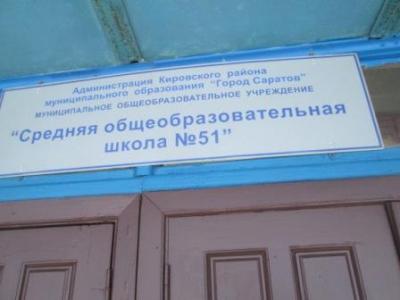 Администрация Кировского района
муниципального образования "Город Саратов"
МУНИЦИПАЛЬНОЕ ОБЩЕОБРАЗОВАТЕЛЬНОЕ УЧРЕЖДЕНИЕ
"Средняя общеобразовательная
школа №51"